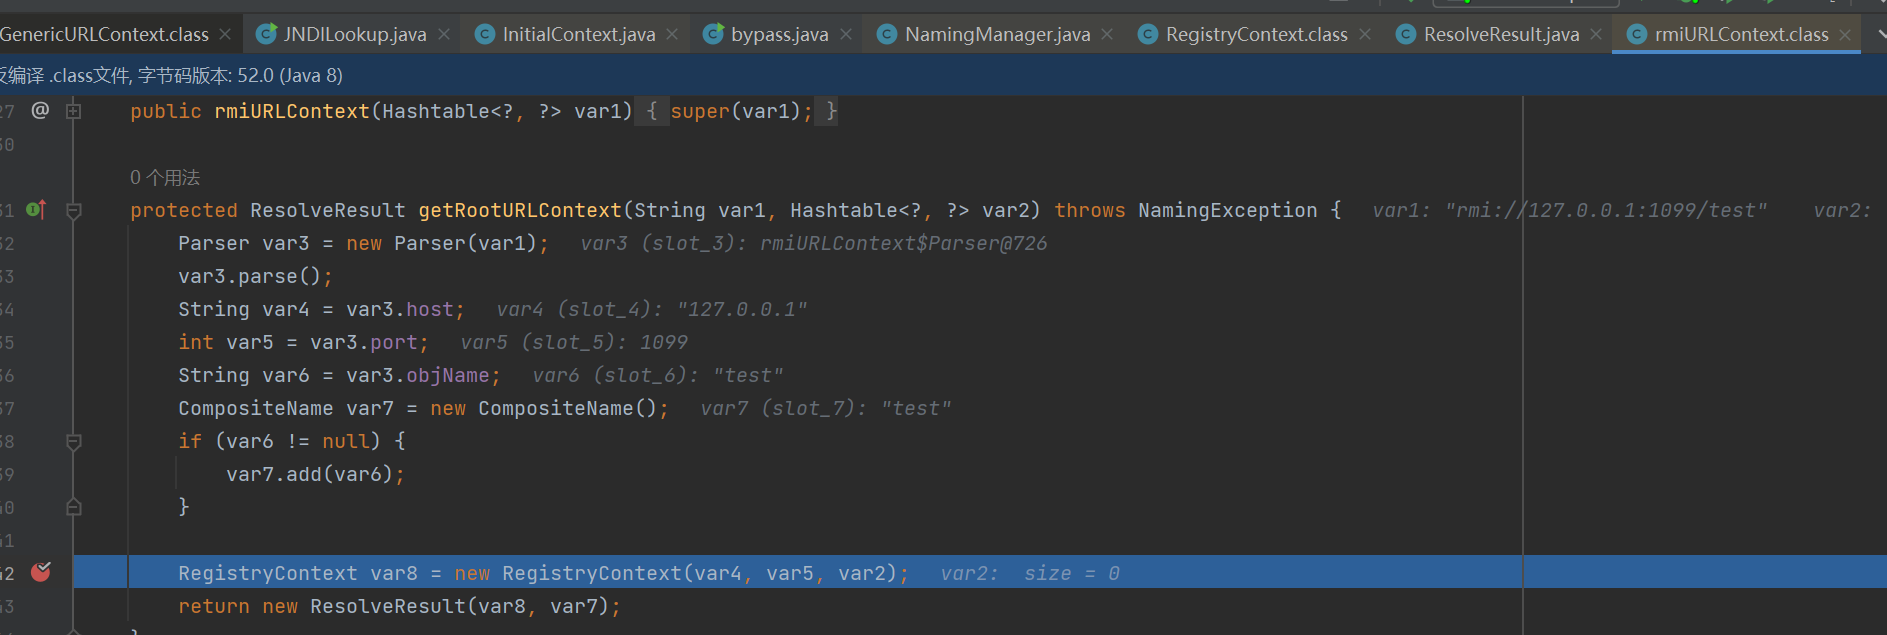 GenericURLContext.class JNDILookup.java InitialContext.java bypass.java NamingManager.java RegistryContext.class ResolveResult.java rmiURLContext.class
反编译 .class文件, 字节码版本: 52.0 (Java 8)
27 @ public rmiURLContext(Hashtable<?, ?> var1) { super(var1); }
30
0 个用法
31 protected ResolveResult getRootURLContext(String var1, Hashtable<?, ?> var2) throws NamingException { var1: "rmi://127.0.0.1:1099/test" var2:
32 Parser var3 = new Parser(var1); var3 (slot_3): rmiURLContext$Parser@726
33 var3.parse();
34 String var4 = var3.host; var4 (slot_4): "127.0.0.1"
35 int var5 = var3.port; var5 (slot_5): 1099
36 String var6 = var3.objName; var6 (slot_6): "test"
37 CompositeName var7 = new CompositeName(); var7 (slot_7): "test"
38 if (var6 != null) {
39 var7.add(var6);
40 }
41
42 RegistryContext var8 = new RegistryContext(var4, var5, var2); var2: size = 0
43 return new ResolveResult(var8, var7);